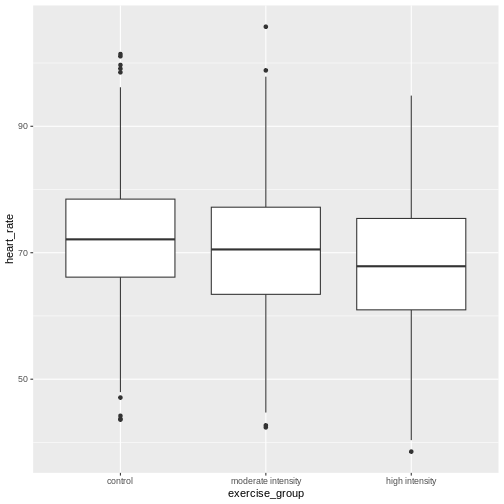 heart_rate
90
70
50
control
moderate intensity
high intensity
exercise_group